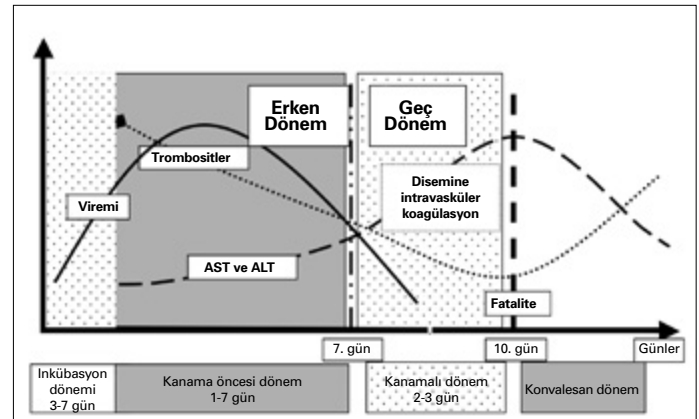 Erken
Dönem
Geç
Dönem
Trombositler
Disemine
intravasküler
koagülasyon
Viremi
AST ve ALT
Fatalite
7. gün
10. gün
Günler
Inkübasyon
dönemi
3-7 gün
Kanama öncesi dönem
1-7 gün
Kanamalı dönem
2-3 gün
Konvalesan dönem